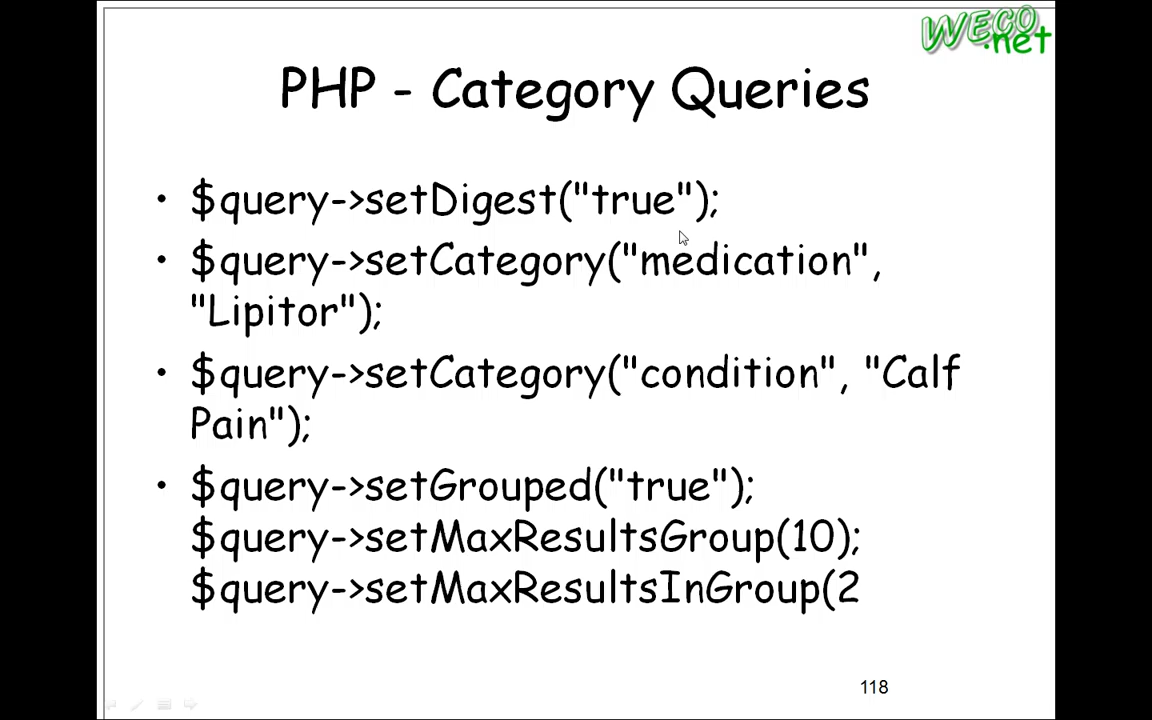 WECO
.net
PHP - Category Queries
• $query->setDigest("true");
• $query->setCategory("medication",
"Lipitor");
• $query->setCategory("condition", "Calf
Pain");
• $query->setGrouped("true");
$query->setMaxResultsGroup(10);
$query->setMaxResultsInGroup(2
118